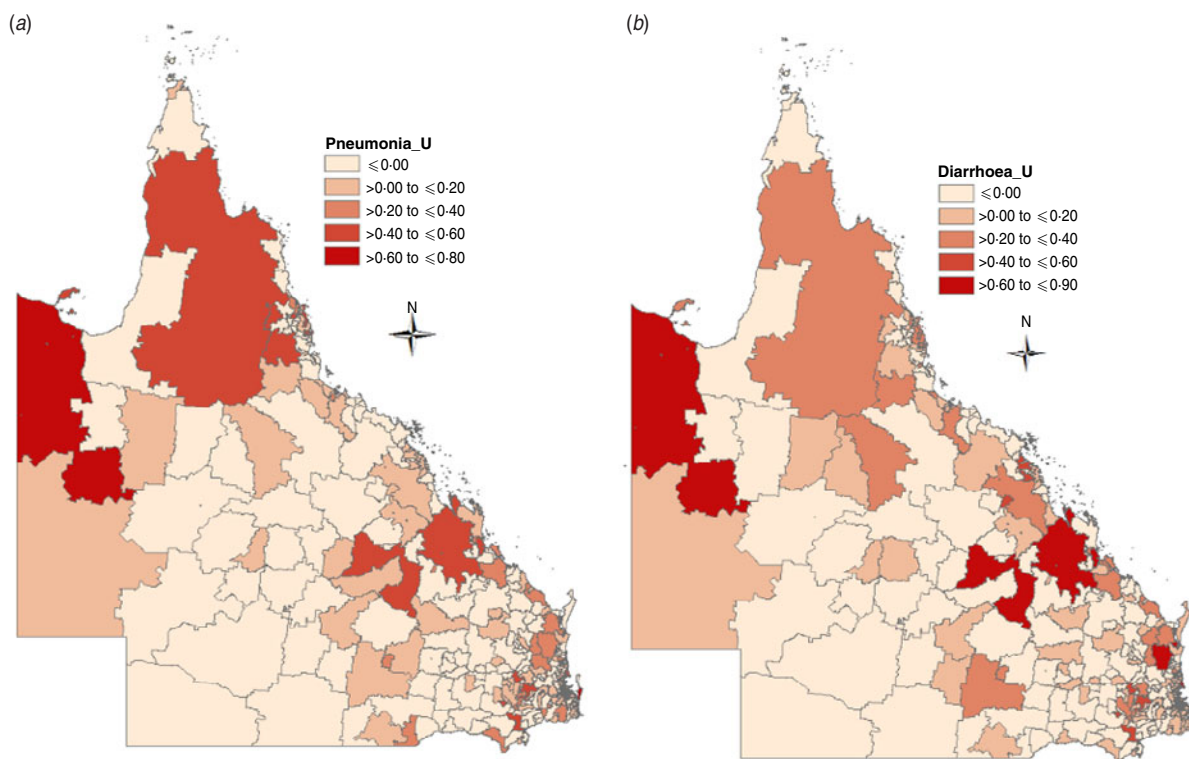 (a)
Pneumonia_U
⩽0·00
>0·00 to ⩽0·20
>0·20 to ⩽0·40
>0·40 to ⩽0·60
>0·60 to ⩽0·80
N
(b)
Diarrhoea_U
⩽0·00
>0·00 to ⩽0·20
>0·20 to ⩽0·40
>0·40 to ⩽0·60
>0·60 to ⩽0·90
N